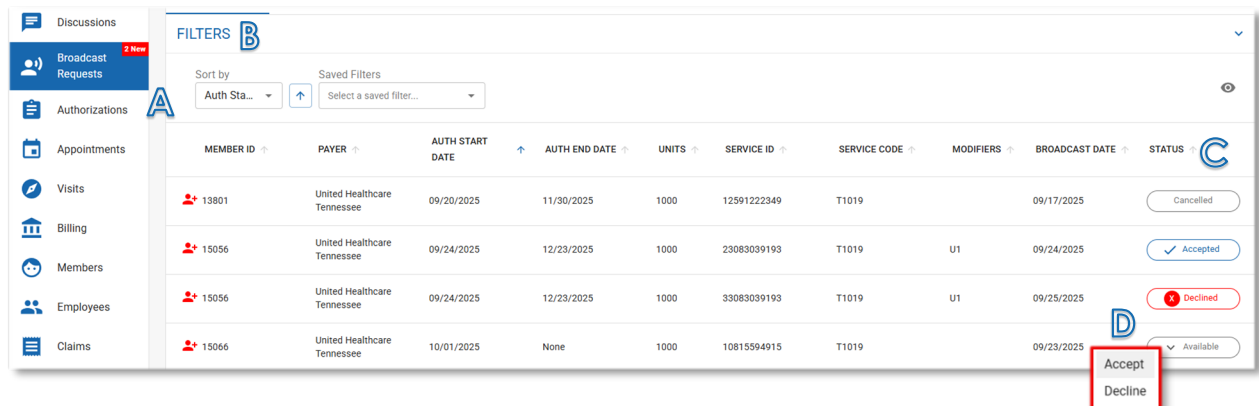 Discussions
Broadcast
Requests
2 New
Authorizations
Appointments
Visits
Billing
Members
Employees
Claims
A
FILTERS B
Sort by Saved Filters
Auth Sta... Select a saved filter...
MEMBER ID PAYER AUTH START DATE AUTH END DATE UNITS SERVICE ID SERVICE CODE MODIFIERS BROADCAST DATE STATUS C
13801 United Healthcare Tennessee 09/20/2025 11/30/2025 1000 12591222349 T1019 09/17/2025 Cancelled
15056 United Healthcare Tennessee 09/24/2025 12/23/2025 1000 23083039193 T1019 U1 09/24/2025 Accepted
15056 United Healthcare Tennessee 09/24/2025 12/23/2025 1000 33083039193 T1019 U1 09/25/2025 X Declined
D
15066 United Healthcare Tennessee 10/01/2025 None 1000 10815594915 T1019 09/23/2025 Available
Accept
Decline